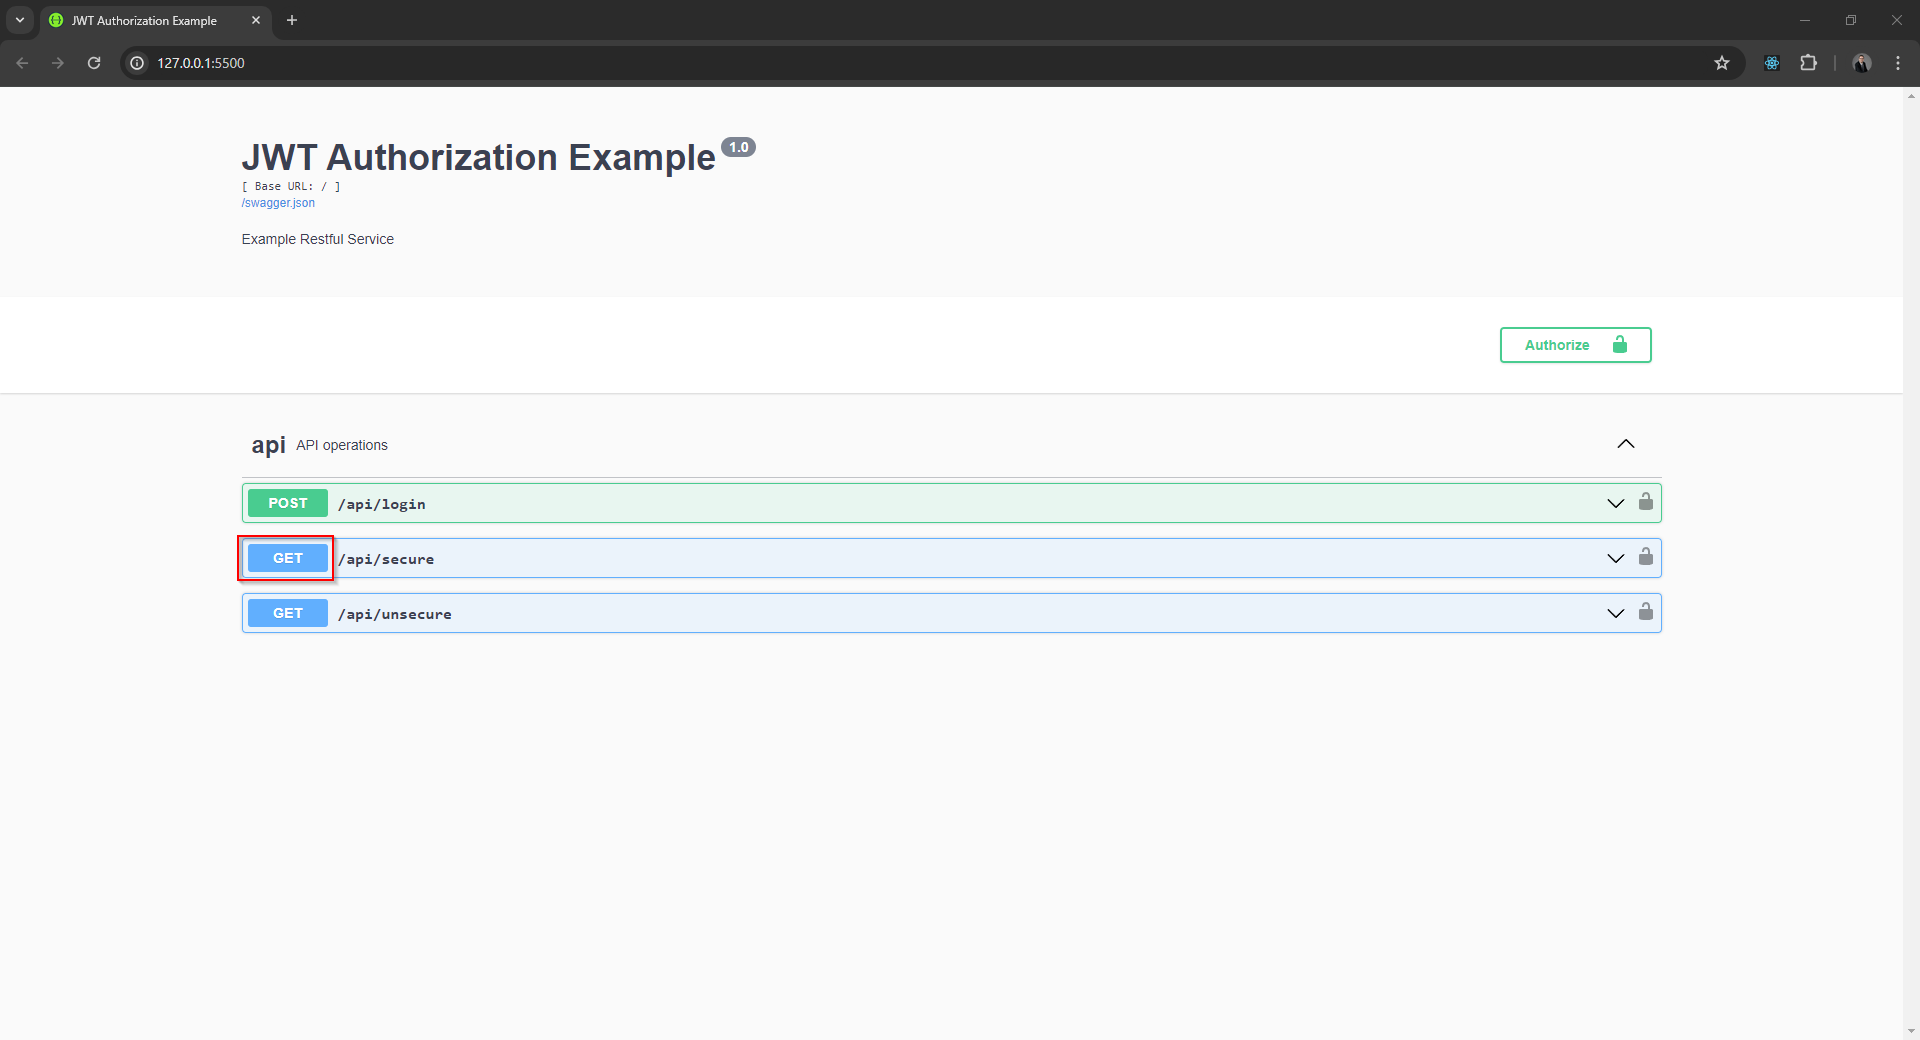 JWT Authorization Example
127.0.0.1:5500
JWT Authorization Example 1.0
[ Base URL: / ]
/swagger.json
Example Restful Service
Authorize
api API operations
POST /api/login
GET /api/secure
GET /api/unsecure